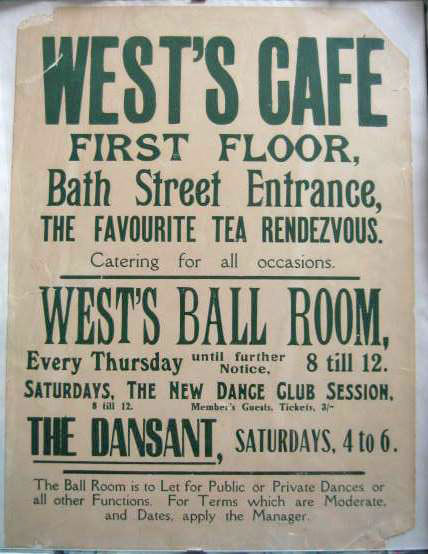 WEST'S CAFE
FIRST FLOOR,
Bath Street Entrance,
THE FAVOURITE TEA RENDEZVOUS.
Catering for all occasions.
WEST'S BALL ROOM,
Every Thursday until further Notice, 8 till 12.
SATURDAYS, THE NEW DANCE CLUB SESSION,
8 till 12. Member's Guests, Tickets, 3/-
THE DANSANT, SATURDAYS, 4 to 6.
The Ball Room is to Let for Public or Private Dances or
all other Functions. For Terms which are Moderate,
and Dates, apply the Manager.